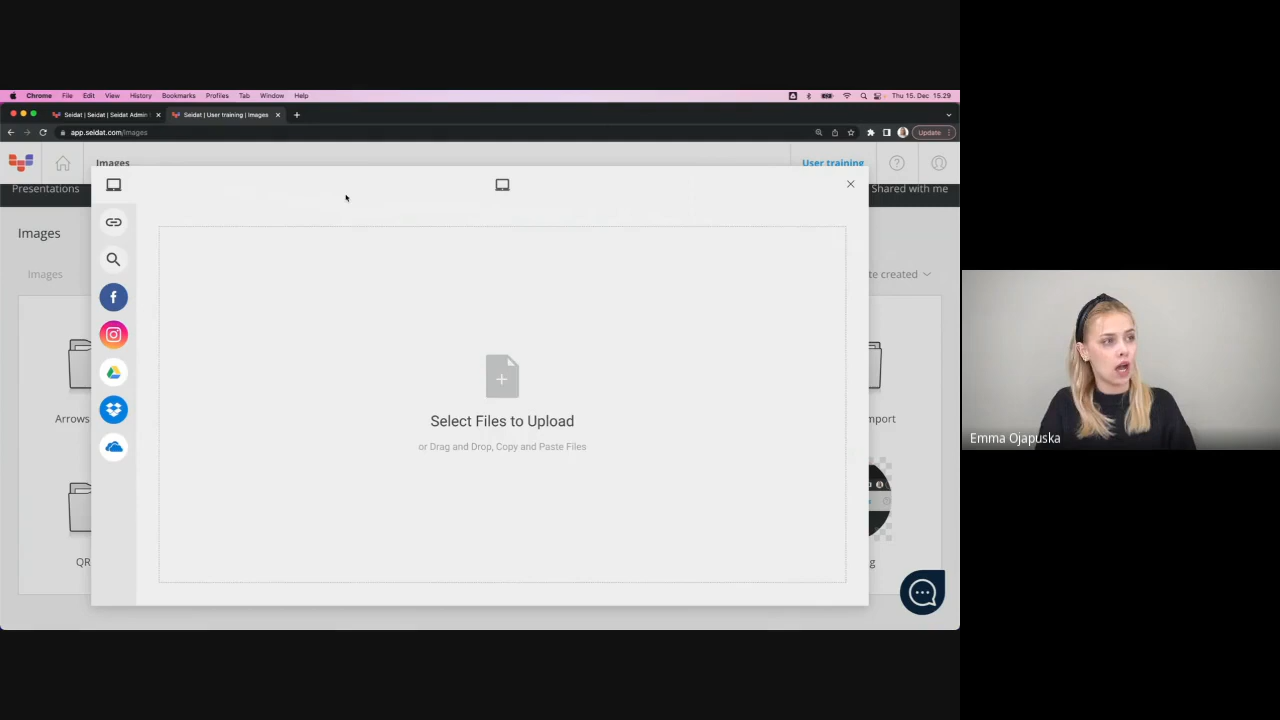 Chrome File Edit View History Bookmarks Profiles Tab Window Help Thu 15. Dec 15.29
Seidat | Seidat | Seidat Admin Seidat | User training | Images
app.seidat.com/images Update
Images User training
Presentations Shared with me
Images
Images te created
Arrows mport
Select Files to Upload
or Drag and Drop, Copy and Paste Files
QR g
Emma Ojapuska